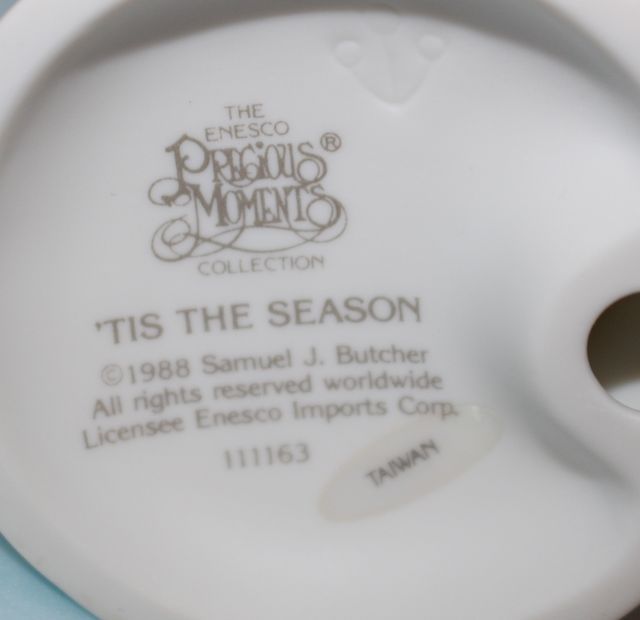 THE
ENESCO
PRECIOUS®
MOMENTS
COLLECTION
'TIS THE SEASON
©1988 Samuel J. Butcher
All rights reserved worldwide
Licensee Enesco Imports Corp.
111163
TAIWAN